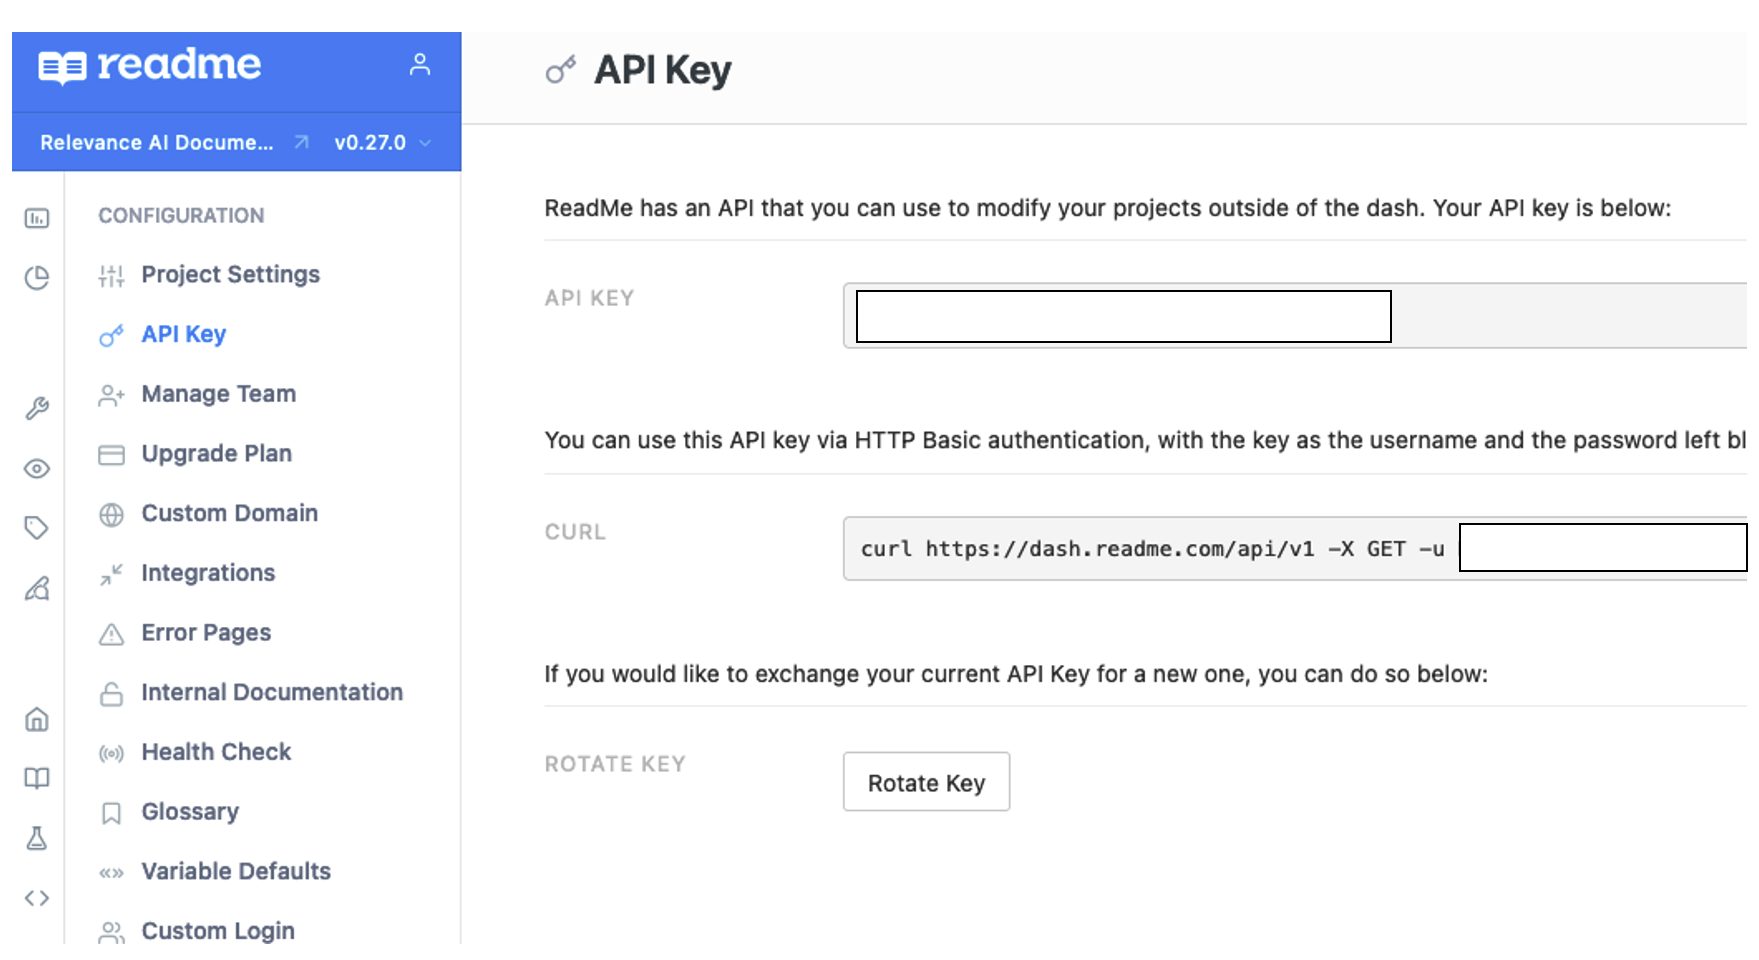 readme
Relevance AI Docume... v0.27.0
CONFIGURATION
Project Settings
API Key
Manage Team
Upgrade Plan
Custom Domain
Integrations
Error Pages
Internal Documentation
Health Check
Glossary
Variable Defaults
Custom Login
API Key
ReadMe has an API that you can use to modify your projects outside of the dash. Your API key is below:
API KEY
You can use this API key via HTTP Basic authentication, with the key as the username and the password left bl
CURL
curl https://dash.readme.com/api/v1 -X GET -u
If you would like to exchange your current API Key for a new one, you can do so below:
ROTATE KEY
Rotate Key